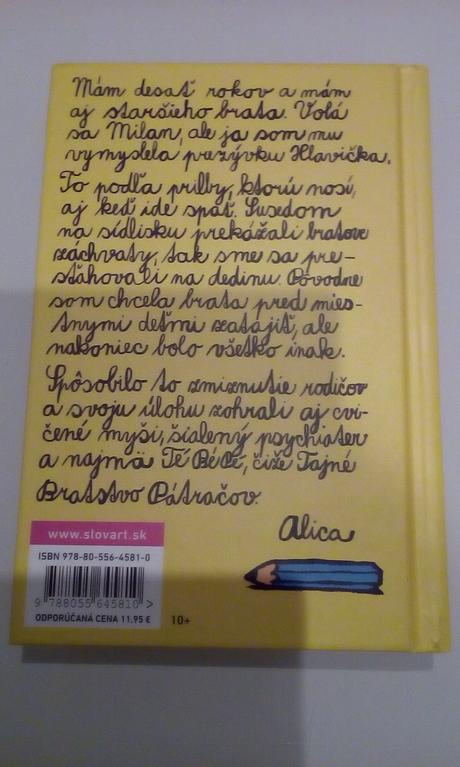 Mám desať rokov a mám
aj staršieho brata. Volá
sa Milan, ale ja som mu
vymyslela prezývku Hlavička.
To podľa prilby, ktorú nosí,
aj keď ide spať. Susedom
na sídlisku prekážali bratove
záchvaty, tak sme sa pre-
sťahovali na dedinu. Pôvodne
som chcela brata pred mies-
tnymi deťmi zatajiť, ale
nakoniec bolo všetko inak.
Spôsobilo to zmiznutie rodičov
a svoju úlohu zohrali aj cvi-
čené myši, šialený psychiater
a najmä Té Bé Pé, čiže Tajné
Bratstvo Pátračov.
Alica
www.slovart.sk
ISBN 978-80-556-4581-0
9 788055 645810 >
ODPORÚČANÁ CENA 11,95 €
10+